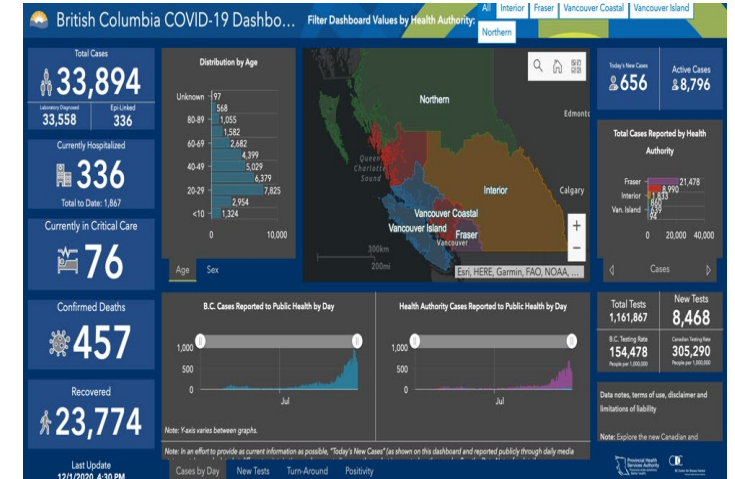 British Columbia COVID-19 Dashbo...
Filter Dashboard Values by Health Authority:
All
Interior
Fraser
Vancouver Coastal
Vancouver Island
Northern
Total Cases
33,894
Laboratory Diagnosed
33,558
Epi-Linked
336
Currently Hospitalized
336
Total to Date: 1,867
Currently in Critical Care
76
Confirmed Deaths
457
Recovered
23,774
Last Update
12/1/2020, 4:30 PM
Distribution by Age
Unknown
97
568
80-89
1,055
1,582
60-69
2,682
4,399
40-49
5,029
6,379
20-29
7,825
2,954
<10
1,324
0
10,000
Age
Sex
Northern
Edmonto
Queen
Charlotte
Sound
Interior
Calgary
Vancouver Coastal
Vancouver Island
Fraser
Vancouver
300km
200mi
+
−
Esri, HERE, Garmin, FAO, NOAA, ...
Today's New Cases
656
Active Cases
8,796
Total Cases Reported by Health
Authority
Fraser
21,478
8,990
Interior
1,833
Van. Island
94
0
20,000
40,000
Cases
B.C. Cases Reported to Public Health by Day
1,000
500
0
Jul
Health Authority Cases Reported to Public Health by Day
1,000
500
0
Jul
Note: Y-axis varies between graphs.
Note: In an effort to provide as current information as possible, "Today's New Cases" (as shown on this dashboard and reported publicly through daily media
Cases by Day
New Tests
Turn-Around
Positivity
Total Tests
1,161,867
New Tests
8,468
B.C. Testing Rate
154,478
People per 1,000,000
Canadian Testing Rate
305,290
People per 1,000,000
Data notes, terms of use, disclaimer and
limitations of liability
Note: Explore the new Canadian and
Provincial Health
Services Authority